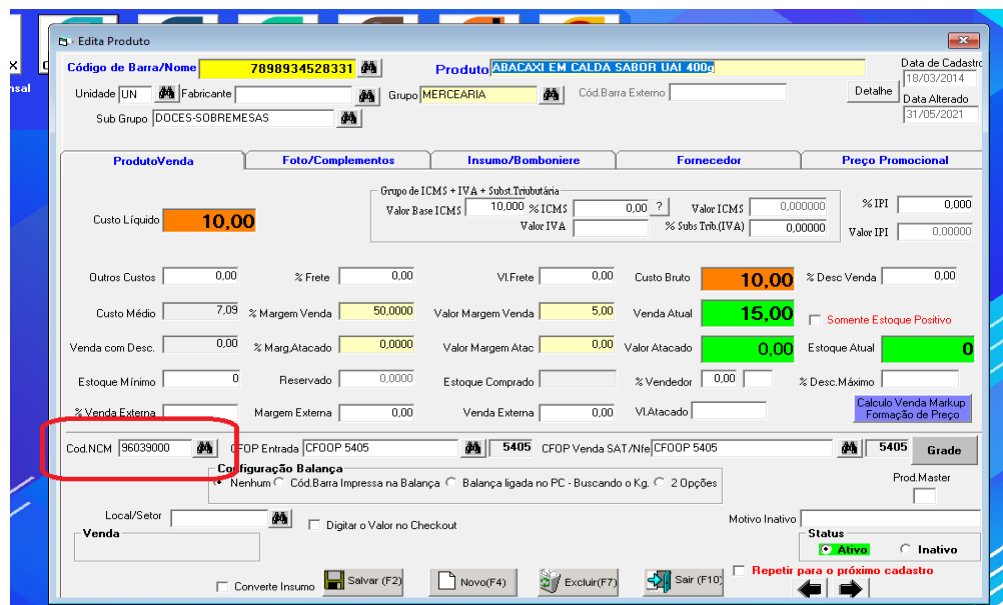 Edita Produto
Código de Barra/Nome 7898934528331 Produto ABACAXI EM CALDA SABOR UAI 400g Data de Cadastro
18/03/2014
Unidade UN Fabricante Grupo MERCEARIA Cód.Barra Externo Detalhe Data Alterado
31/05/2021
Sub Grupo DOCES-SOBREMESAS
ProdutoVenda Foto/Complementos Insumo/Bomboniere Fornecedor Preço Promocional
Grupo de ICMS + IVA + Subst.Triubutária
Custo Líquido 10,00 Valor Base ICMS 10,000 % ICMS 0,00 ? Valor ICMS 0,000000 % IPI 0,000
Valor IVA % Subs Trib.(IVA) 0,00000 Valor IPI 0,00000
Outros Custos 0,00 % Frete 0,00 Vl.Frete 0,00 Custo Bruto 10,00 % Desc Venda 0,00
Custo Médio 7,09 % Margem Venda 50,0000 Valor Margem Venda 5,00 Venda Atual 15,00 Somente Estoque Positivo
Venda com Desc. 0,00 % Marg.Atacado 0,0000 Valor Margem Atac 0,00 Valor Atacado 0,00 Estoque Atual 0
Estoque Mínimo 0 Reservado 0,0000 Estoque Comprado % Vendedor 0,00 % Desc.Máximo
% Venda Externa Margem Externa 0,00 Venda Externa 0,00 Vl.Atacado Calculo Venda Markup
Formação de Preço
Cod.NCM 96039000 CFOP Entrada CFOOP 5405 5405 CFOP Venda SAT/Nfe CFOOP 5405 5405 Grade
Configuração Balança
Nenhum Cód.Barra Impressa na Balança Balança ligada no PC - Buscando o Kg. 2 Opções Prod.Master
Local/Setor Digitar o Valor no Checkout Motivo Inativo
Venda Status
Ativo Inativo
Converte Insumo Salvar (F2) Novo(F4) Excluir(F7) Sair (F10) Repetir para o próximo cadastro